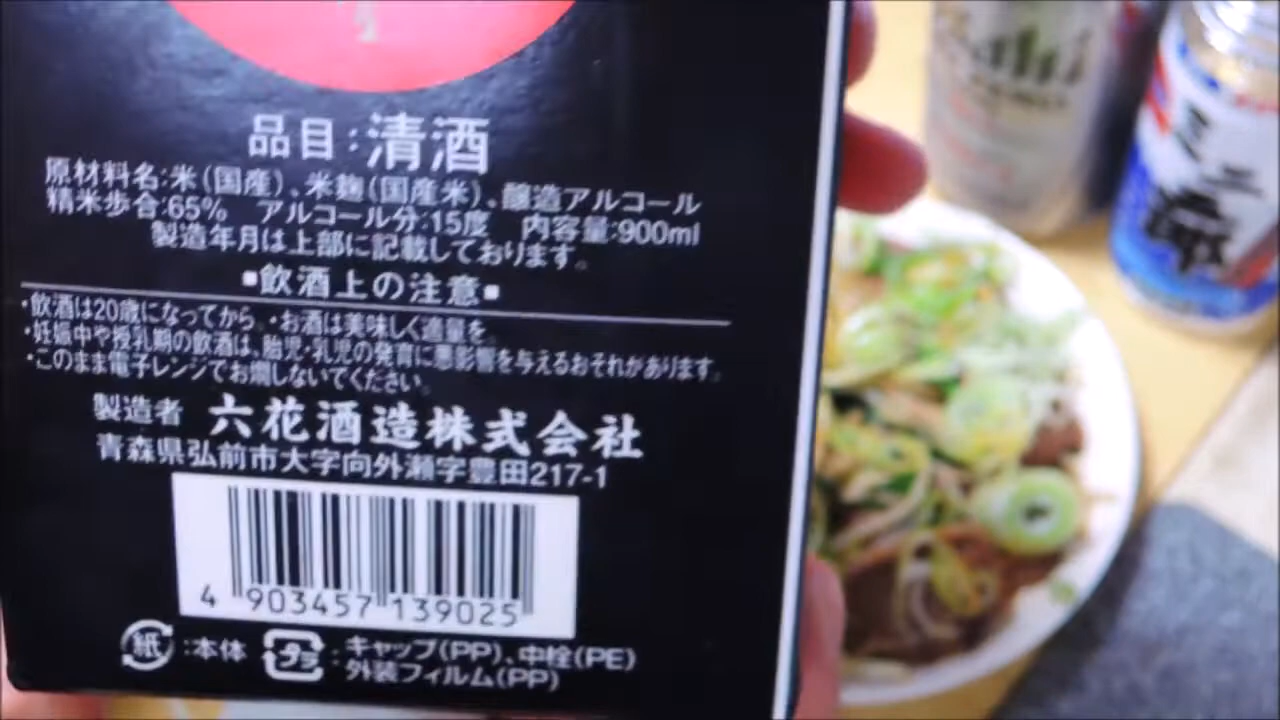 品目:清酒
原材料名:米(国産)、米麹(国産米)、醸造アルコール
精米歩合:65% アルコール分:15度 内容量:900ml
製造年月は上部に記載しております。
■飲酒上の注意■
・飲酒は20歳になってから。・お酒は美味しく適量を。
・妊娠中や授乳期の飲酒は、胎児・乳児の発育に悪影響を与えるおそれがあります。
・このまま電子レンジでお燗しないでください。
製造者 六花酒造株式会社
青森県弘前市大字向外瀬字豊田217-1
4 903457 139025
紙:本体 プラ:キャップ(PP)、中栓(PE)
外装フィルム(PP)
Asahi